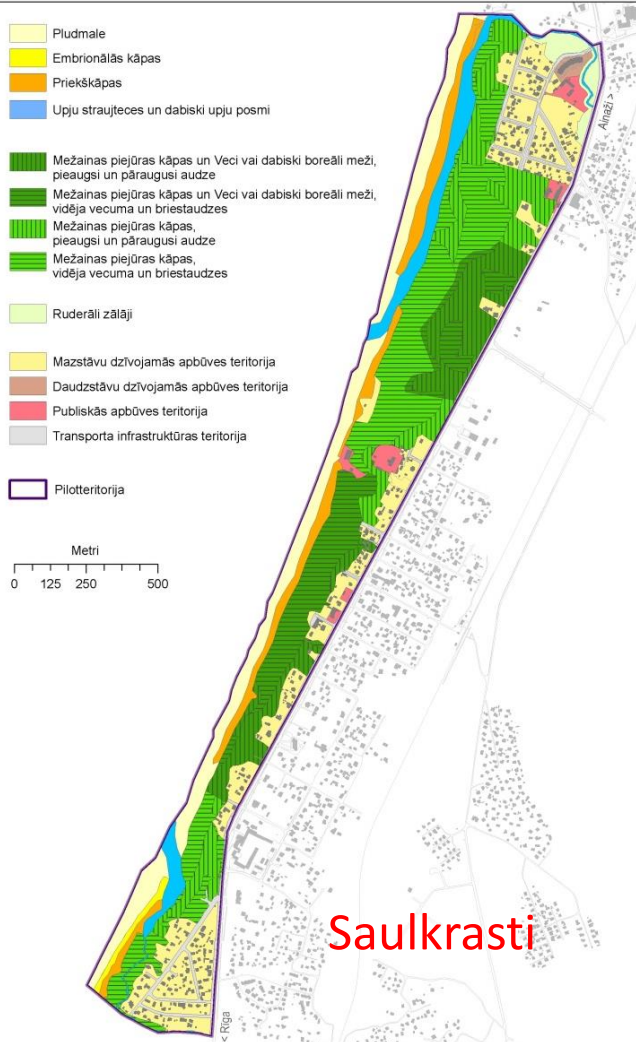 Pludmale
Embrionālās kāpas
Priekškāpas
Upju straujteces un dabiski upju posmi
Mežainas piejūras kāpas un Veci vai dabiski boreāli meži,
pieaugsi un pāraugusi audze
Mežainas piejūras kāpas un Veci vai dabiski boreāli meži,
vidēja vecuma un briestaudzes
Mežainas piejūras kāpas,
pieaugsi un pāraugusi audze
Mežainas piejūras kāpas,
vidēja vecuma un briestaudzes
Ruderāli zālāji
Mazstāvu dzīvojamās apbūves teritorija
Daudzstāvu dzīvojamās apbūves teritorija
Publiskās apbūves teritorija
Transporta infrastruktūras teritorija
Pilotteritorija
Metri
0 125 250 500
Ainaži >
Saulkrasti
< Rīga